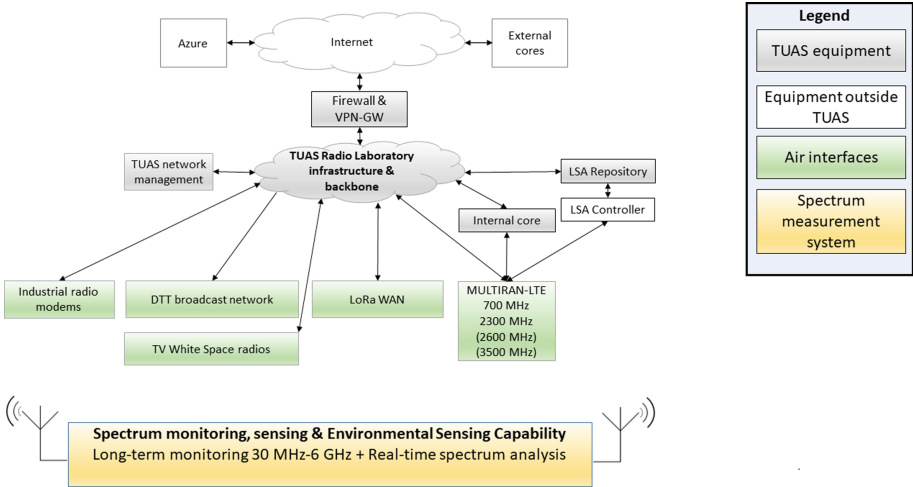 Azure
Internet
External
cores
Firewall &
VPN-GW
TUAS Radio Laboratory
infrastructure &
backbone
TUAS network
management
LSA Repository
LSA Controller
Internal core
Industrial radio
modems
DTT broadcast network
LoRa WAN
MULTIRAN-LTE
700 MHz
2300 MHz
(2600 MHz)
(3500 MHz)
TV White Space radios
Spectrum monitoring, sensing & Environmental Sensing Capability
Long-term monitoring 30 MHz-6 GHz + Real-time spectrum analysis
Legend
TUAS equipment
Equipment outside
TUAS
Air interfaces
Spectrum
measurement
system